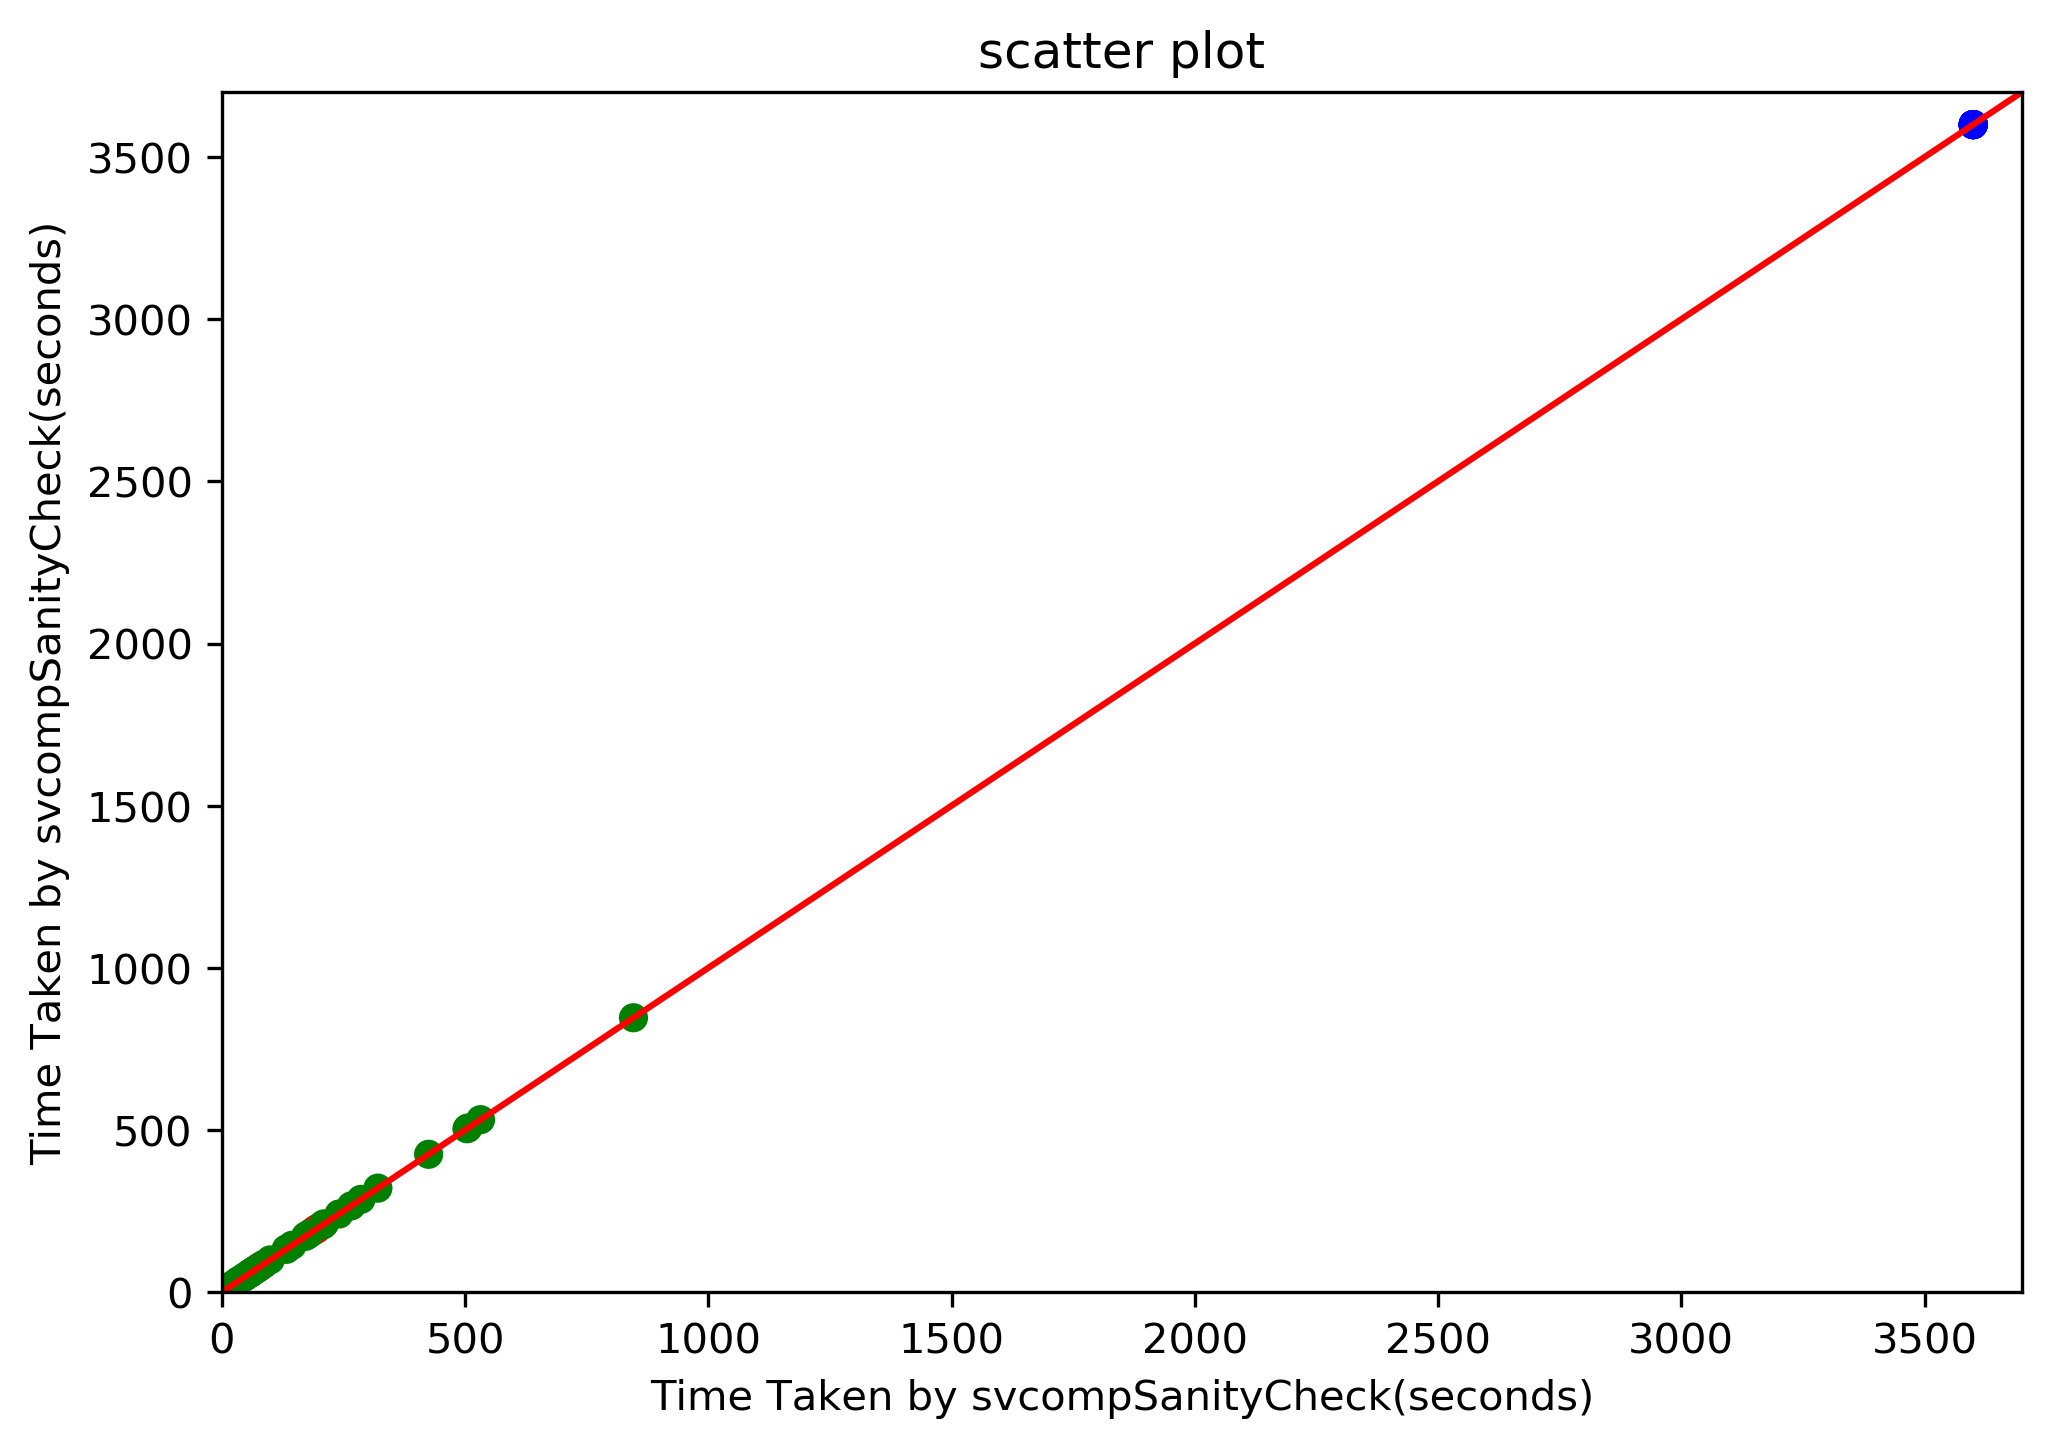 scatter plot
Time Taken by svcompSanityCheck(seconds)
3500
3000
2500
2000
1500
1000
500
0
0 500 1000 1500 2000 2500 3000 3500
Time Taken by svcompSanityCheck(seconds)